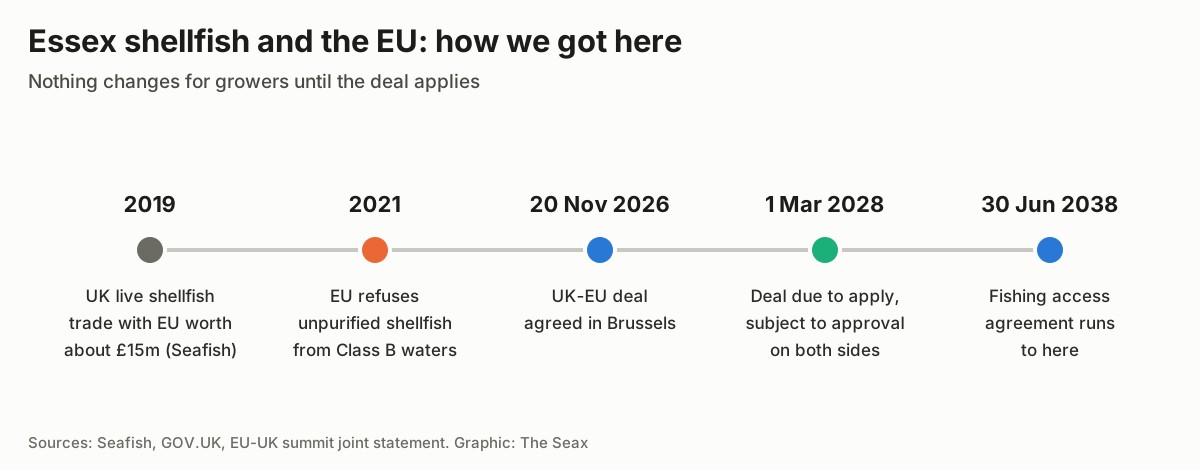 Essex shellfish and the EU: how we got here
Nothing changes for growers until the deal applies
2019
UK live shellfish
trade with EU worth
about £15m (Seafish)
2021
EU refuses
unpurified shellfish
from Class B waters
20 Nov 2026
UK-EU deal
agreed in Brussels
1 Mar 2028
Deal due to apply,
subject to approval
on both sides
30 Jun 2038
Fishing access
agreement runs
to here
Sources: Seafish, GOV.UK, EU-UK summit joint statement. Graphic: The Seax